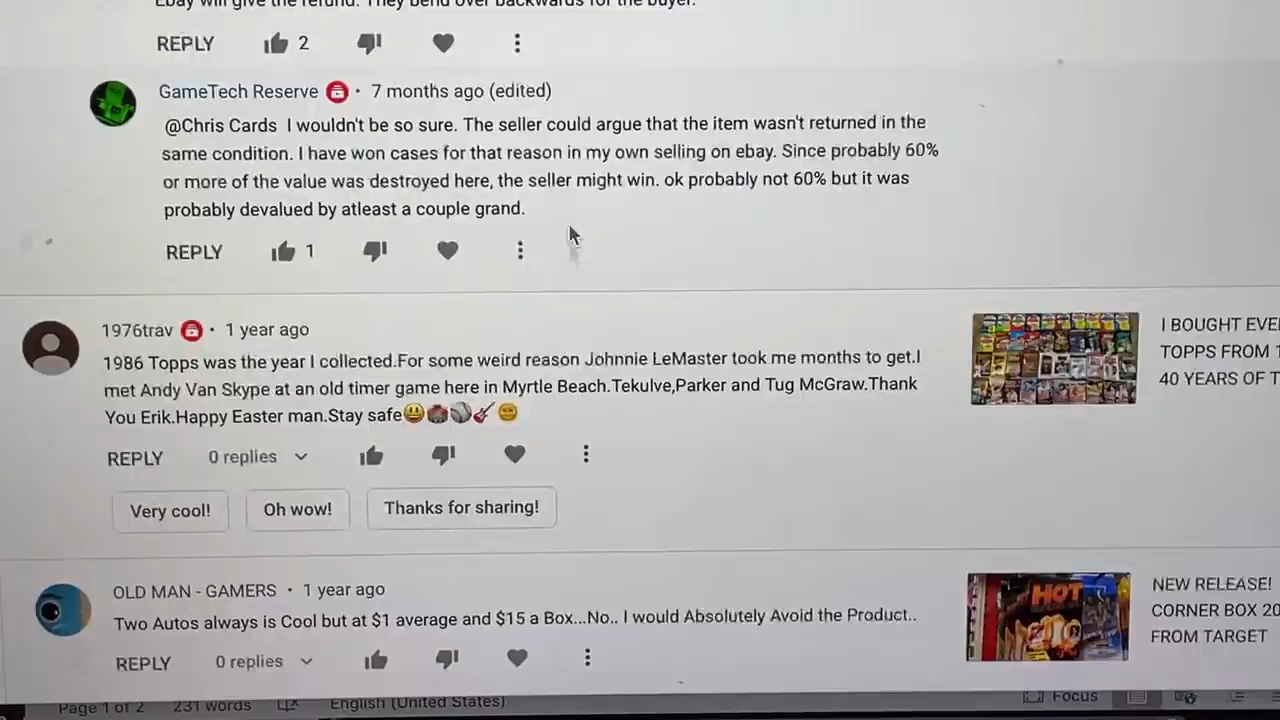 Ebay will give the refund. They bend over backwards for the buyer.
REPLY 2
GameTech Reserve · 7 months ago (edited)
@Chris Cards I wouldn't be so sure. The seller could argue that the item wasn't returned in the
same condition. I have won cases for that reason in my own selling on ebay. Since probably 60%
or more of the value was destroyed here, the seller might win. ok probably not 60% but it was
probably devalued by atleast a couple grand.
REPLY 1
1976trav · 1 year ago
1986 Topps was the year I collected.For some weird reason Johnnie LeMaster took me months to get.I
met Andy Van Skype at an old timer game here in Myrtle Beach.Tekulve,Parker and Tug McGraw.Thank
You Erik.Happy Easter man.Stay safe
I BOUGHT EVE
TOPPS FROM 1
40 YEARS OF T
REPLY 0 replies
Very cool! Oh wow! Thanks for sharing!
OLD MAN - GAMERS · 1 year ago
Two Autos always is Cool but at $1 average and $15 a Box...No.. I would Absolutely Avoid the Product..
HOT
NEW RELEASE!
CORNER BOX 20
FROM TARGET
REPLY 0 replies
Page 1 of 2 231 words English (United States) Focus